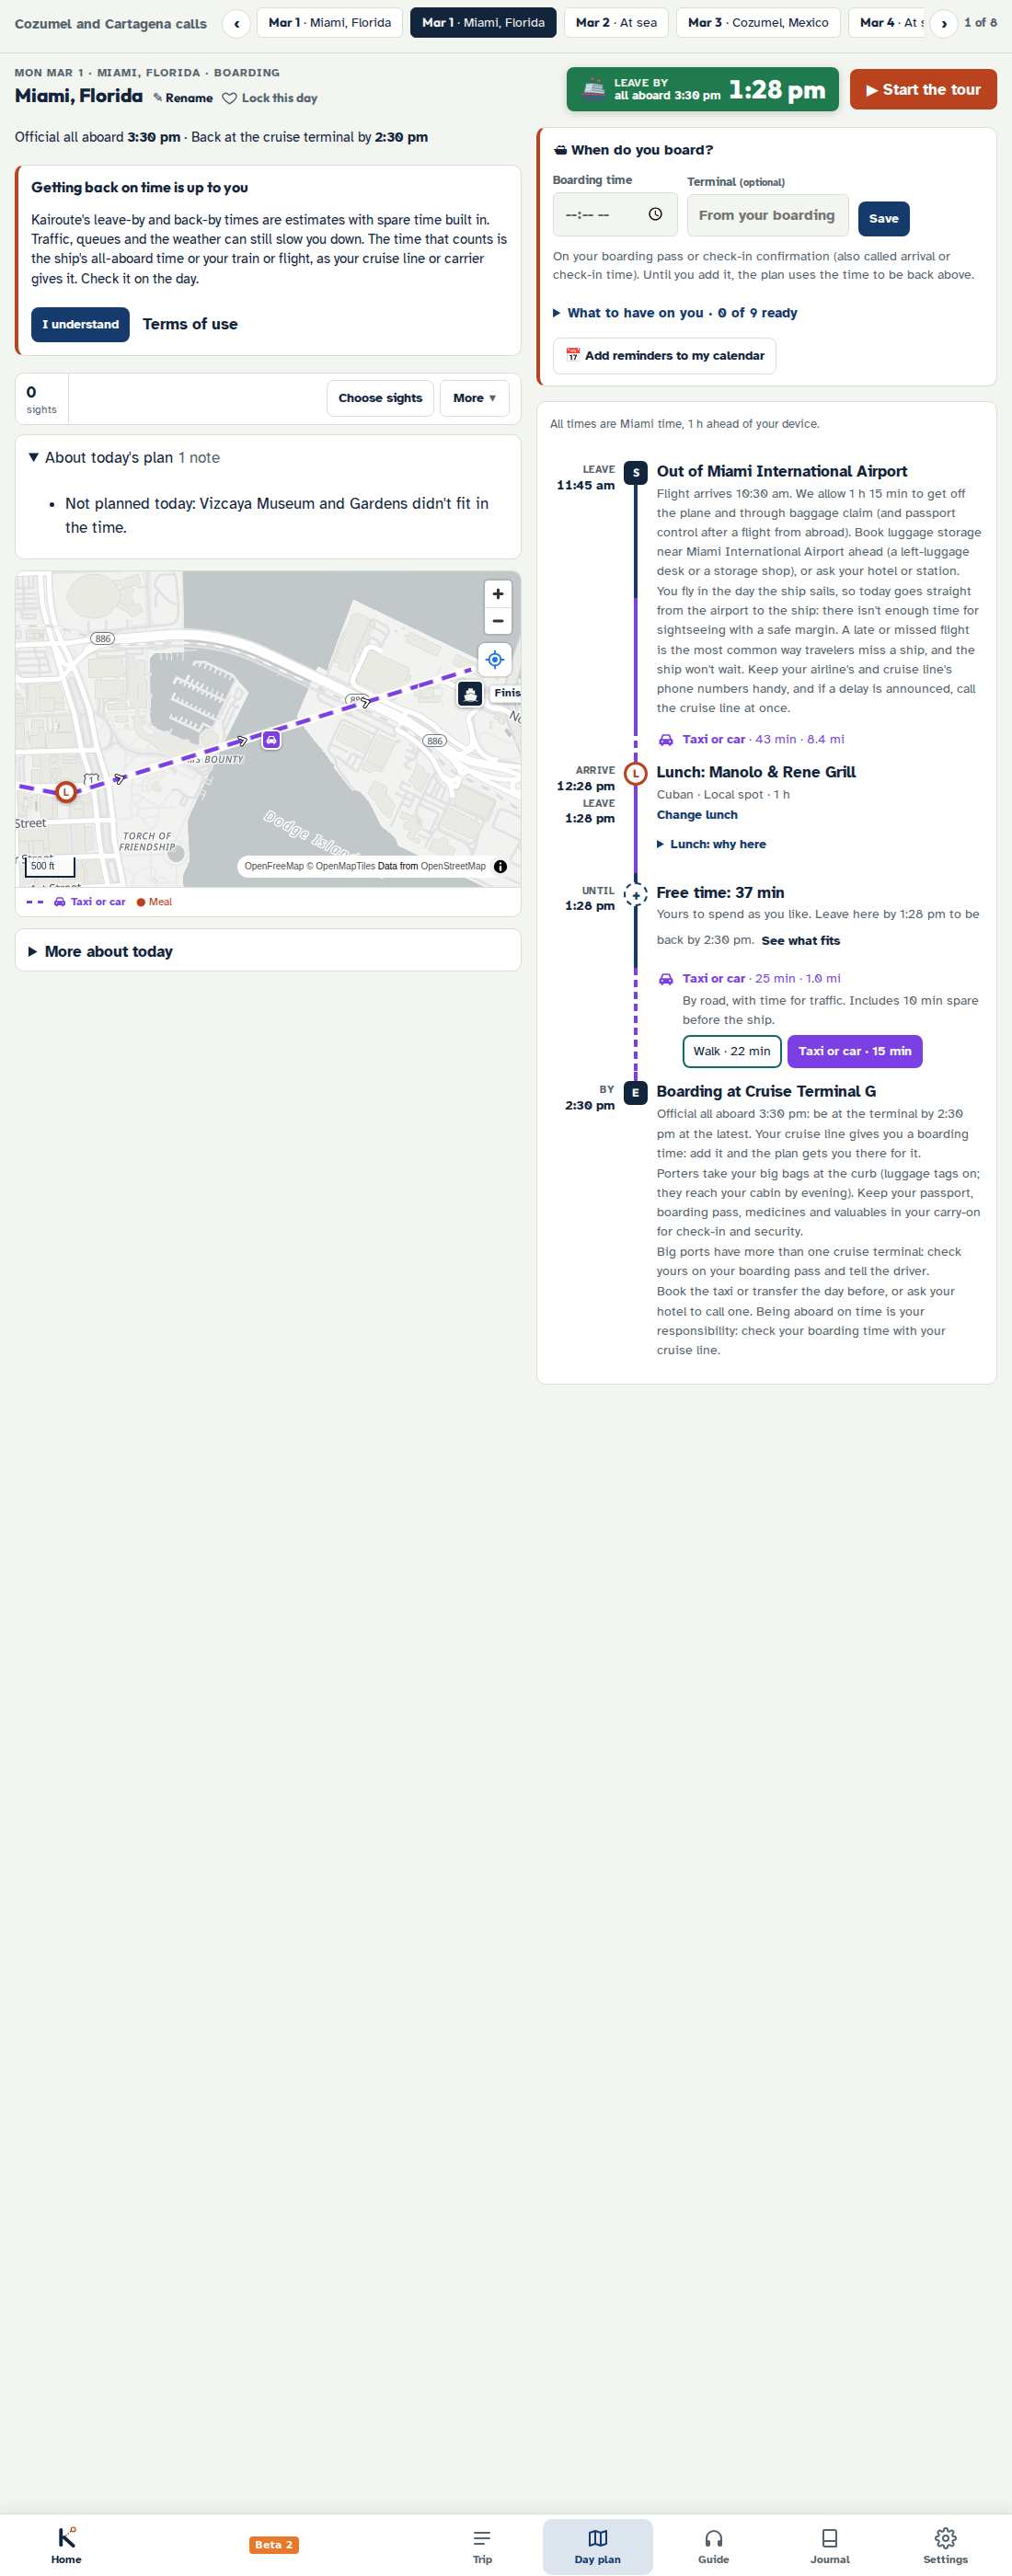 Cozumel and Cartagena calls
‹
Mar 1 · Miami, Florida
Mar 1 · Miami, Florida
Mar 2 · At sea
Mar 3 · Cozumel, Mexico
Mar 4 · At s
›
1 of 8
MON MAR 1 · MIAMI, FLORIDA · BOARDING
Miami, Florida
✎ Rename
Lock this day
LEAVE BY
all aboard 3:30 pm
1:28 pm
▶ Start the tour
Official all aboard 3:30 pm · Back at the cruise terminal by 2:30 pm
Getting back on time is up to you
Kairoute's leave-by and back-by times are estimates with spare time built in.
Traffic, queues and the weather can still slow you down. The time that counts is
the ship's all-aboard time or your train or flight, as your cruise line or carrier
gives it. Check it on the day.
I understand
Terms of use
0
sights
Choose sights
More ▾
▼ About today's plan 1 note
• Not planned today: Vizcaya Museum and Gardens didn't fit in
the time.
886
+
−
Finis
886
1
L
MS BOUNTY
Street
TORCH OF
FRIENDSHIP
Dodge Island
500 ft
OpenFreeMap © OpenMapTiles Data from OpenStreetMap
Taxi or car
Meal
▶ More about today
When do you board?
Boarding time
Terminal (optional)
--:-- --
From your boarding
Save
On your boarding pass or check-in confirmation (also called arrival or
check-in time). Until you add it, the plan uses the time to be back above.
▶ What to have on you · 0 of 9 ready
Add reminders to my calendar
All times are Miami time, 1 h ahead of your device.
LEAVE
11:45 am
S
Out of Miami International Airport
Flight arrives 10:30 am. We allow 1 h 15 min to get off
the plane and through baggage claim (and passport
control after a flight from abroad). Book luggage storage
near Miami International Airport ahead (a left-luggage
desk or a storage shop), or ask your hotel or station.
You fly in the day the ship sails, so today goes straight
from the airport to the ship: there isn't enough time for
sightseeing with a safe margin. A late or missed flight
is the most common way travelers miss a ship, and the
ship won't wait. Keep your airline's and cruise line's
phone numbers handy, and if a delay is announced, call
the cruise line at once.
Taxi or car · 43 min · 8.4 mi
ARRIVE
12:28 pm
LEAVE
1:28 pm
L
Lunch: Manolo & Rene Grill
Cuban · Local spot · 1 h
Change lunch
▶ Lunch: why here
UNTIL
1:28 pm
+
Free time: 37 min
Yours to spend as you like. Leave here by 1:28 pm to be
back by 2:30 pm. See what fits
Taxi or car · 25 min · 1.0 mi
By road, with time for traffic. Includes 10 min spare
before the ship.
Walk · 22 min
Taxi or car · 15 min
BY
2:30 pm
E
Boarding at Cruise Terminal G
Official all aboard 3:30 pm: be at the terminal by 2:30
pm at the latest. Your cruise line gives you a boarding
time: add it and the plan gets you there for it.
Porters take your big bags at the curb (luggage tags on;
they reach your cabin by evening). Keep your passport,
boarding pass, medicines and valuables in your carry-on
for check-in and security.
Big ports have more than one cruise terminal: check
yours on your boarding pass and tell the driver.
Book the taxi or transfer the day before, or ask your
hotel to call one. Being aboard on time is your
responsibility: check your boarding time with your
cruise line.
Home
Beta 2
Trip
Day plan
Guide
Journal
Settings